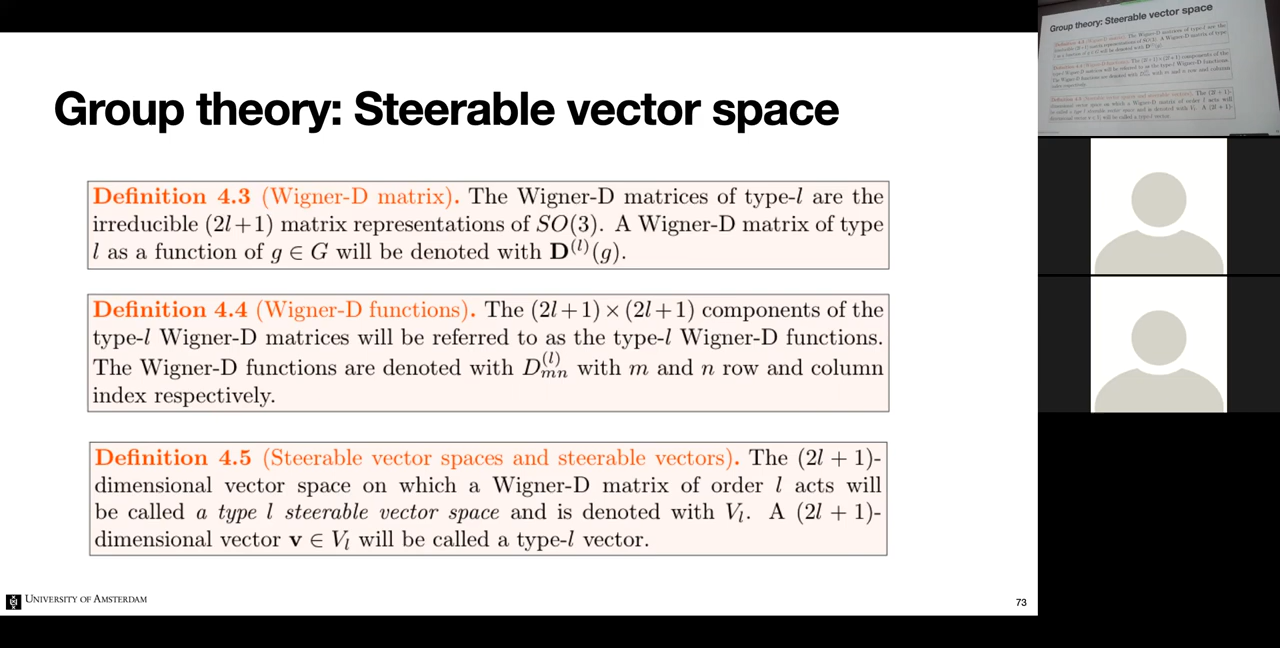 Group theory: Steerable vector space
Definition 4.3 (Wigner-D matrix). The Wigner-D matrices of type-l are the
irreducible (2l+1) matrix representations of SO(3). A Wigner-D matrix of type
l as a function of g ∈ G will be denoted with D⁽ˡ⁾(g).
Definition 4.4 (Wigner-D functions). The (2l+1)×(2l+1) components of the
type-l Wigner-D matrices will be referred to as the type-l Wigner-D functions.
The Wigner-D functions are denoted with D_{mn}^{(l)} with m and n row and column
index respectively.
Definition 4.5 (Steerable vector spaces and steerable vectors). The (2l + 1)-
dimensional vector space on which a Wigner-D matrix of order l acts will
be called a type l steerable vector space and is denoted with V_l. A (2l + 1)-
dimensional vector v ∈ V_l will be called a type-l vector.
UNIVERSITY OF AMSTERDAM
73
Group theory: Steerable vector space